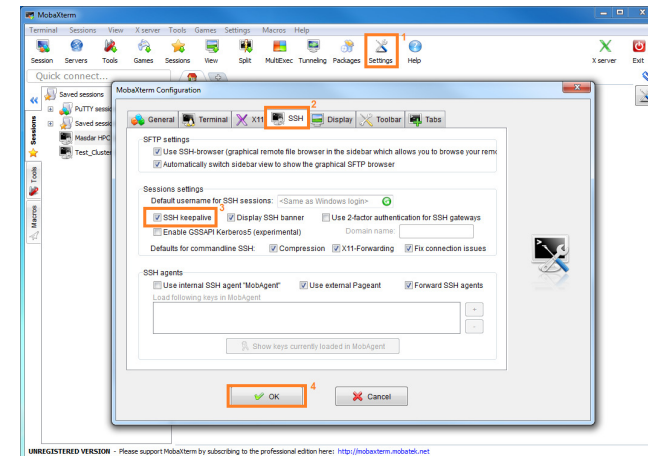 MobaXterm
Terminal Sessions View X server Tools Games Settings Macros Help
1
Session Servers Tools Games Sessions View Split MultiExec Tunneling Packages Settings Help X server Exit
Quick connect...
Saved sessions
PuTTY sessio
Saved sessio
Masdar HPC
Test_Cluster
Sessions
Tools
Macros
MobaXterm Configuration
2
General Terminal X11 SSH Display Toolbar Tabs
SFTP settings
Use SSH-browser (graphical remote file browser in the sidebar which allows you to browse your remo
Automatically switch sidebar view to show the graphical SFTP browser
Sessions settings
Default username for SSH sessions: <Same as Windows login>
3
SSH keepalive Display SSH banner Use 2-factor authentication for SSH gateways
Enable GSSAPI Kerberos5 (experimental) Domain name:
Defaults for commandline SSH: Compression X11-Forwarding Fix connection issues
SSH agents
Use internal SSH agent "MobAgent" Use external Pageant Forward SSH agents
Load following keys in MobAgent
+
-
Show keys currently loaded in MobAgent
4
OK Cancel
UNREGISTERED VERSION - Please support MobaXterm by subscribing to the professional edition here: http://mobaxterm.mobatek.net